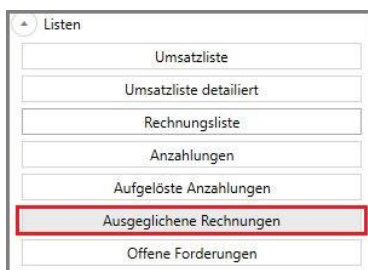 Listen
Umsatzliste
Umsatzliste detailiert
Rechnungsliste
Anzahlungen
Aufgelöste Anzahlungen
Ausgeglichene Rechnungen
Offene Forderungen